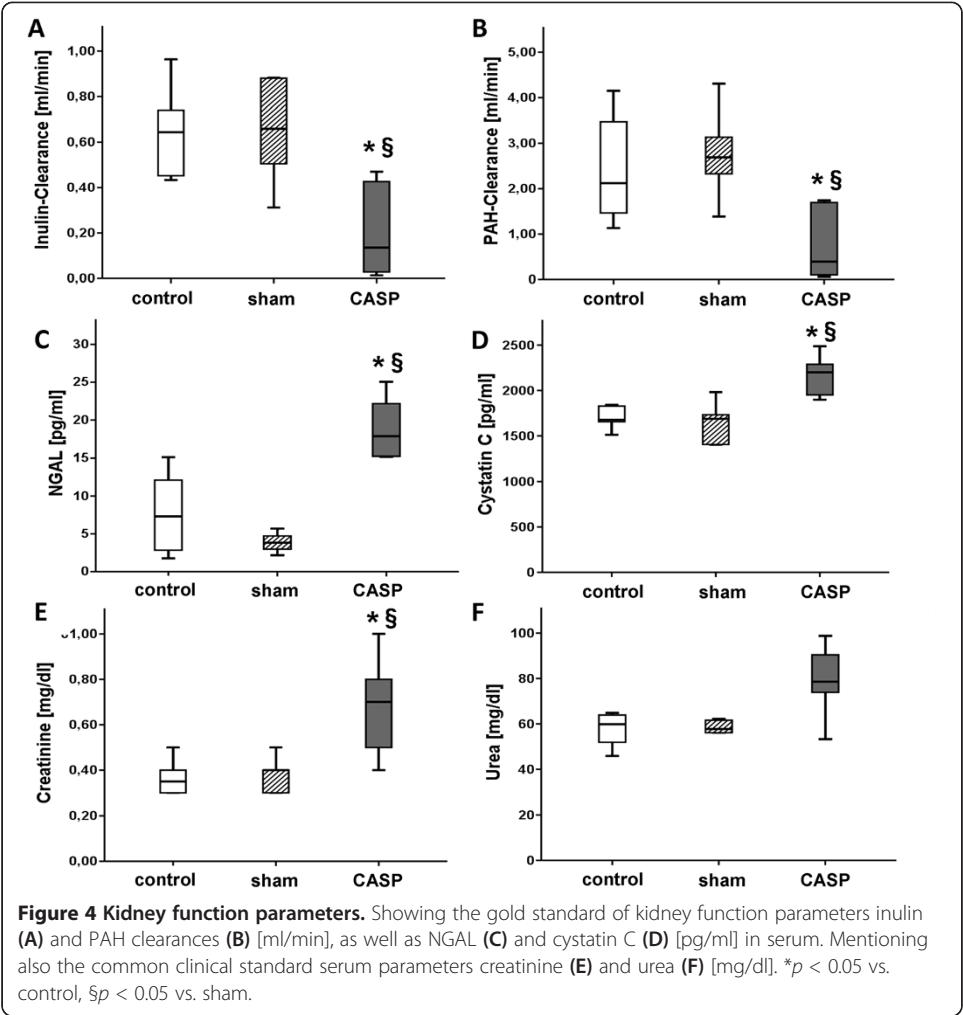 A
Inulin-Clearance [ml/min]
1,00
0,80
0,60
0,40
0,20
0,00
* §
control sham CASP
B
PAH-Clearance [ml/min]
5,00
4,00
3,00
2,00
1,00
0
* §
control sham CASP
C
NGAL [pg/ml]
30
25
20
15
10
5
0
* §
control sham CASP
D
Cystatin C [pg/ml]
2500
2000
1500
1000
500
0
* §
control sham CASP
E
Creatinine [mg/dl]
1,00
0,80
0,60
0,40
0,20
0,00
* §
control sham CASP
F
Urea [mg/dl]
100
80
60
40
20
0
control sham CASP
Figure 4 Kidney function parameters. Showing the gold standard of kidney function parameters inulin
(A) and PAH clearances (B) [ml/min], as well as NGAL (C) and cystatin C (D) [pg/ml] in serum. Mentioning
also the common clinical standard serum parameters creatinine (E) and urea (F) [mg/dl]. *p < 0.05 vs.
control, §p < 0.05 vs. sham.